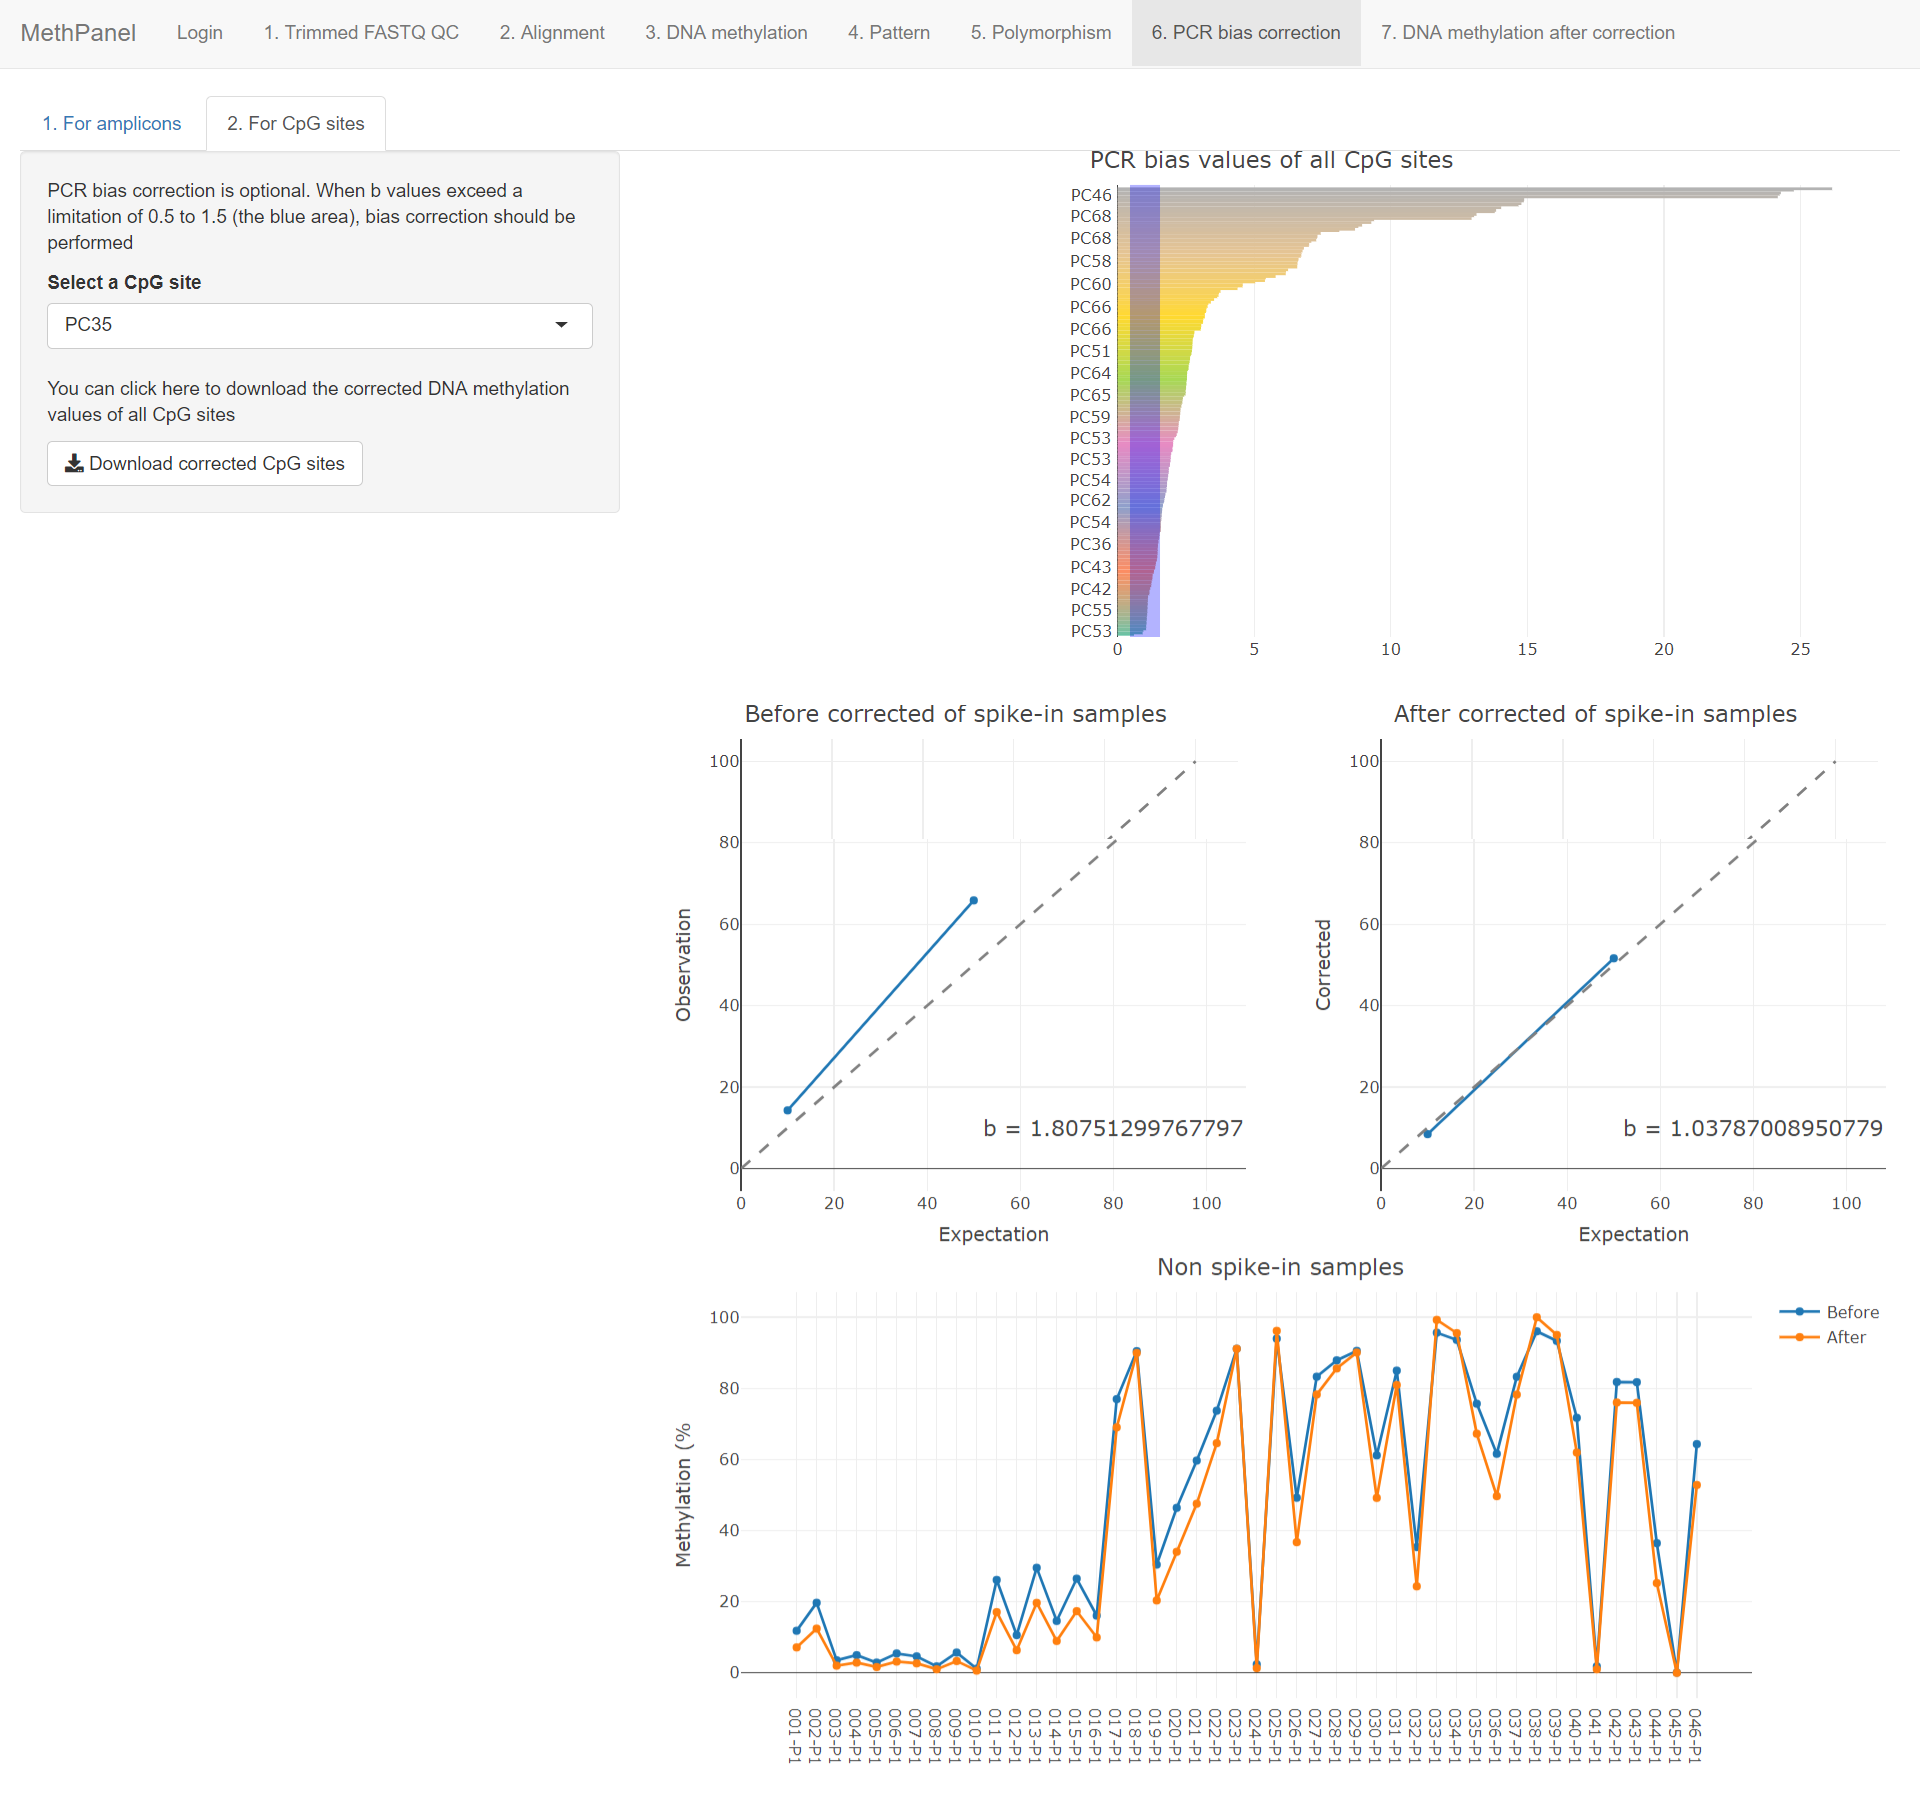 MethPanel Login 1. Trimmed FASTQ QC 2. Alignment 3. DNA methylation 4. Pattern 5. Polymorphism 6. PCR bias correction 7. DNA methylation after correction
1. For amplicons 2. For CpG sites
PCR bias correction is optional. When b values exceed a
limitation of 0.5 to 1.5 (the blue area), bias correction should be
performed
Select a CpG site
PC35
You can click here to download the corrected DNA methylation
values of all CpG sites
Download corrected CpG sites
PCR bias values of all CpG sites
PC46
PC68
PC68
PC58
PC60
PC66
PC66
PC51
PC64
PC65
PC59
PC53
PC53
PC54
PC62
PC54
PC36
PC43
PC42
PC55
PC53
0 5 10 15 20 25
Before corrected of spike-in samples
100
80
60
40
20
0
Observation
b = 1.80751299767797
0 20 40 60 80 100
Expectation
After corrected of spike-in samples
100
80
60
40
20
0
Corrected
b = 1.03787008950779
0 20 40 60 80 100
Expectation
Non spike-in samples
100
80
60
40
20
0
Methylation (%
Before
After
001-P1
002-P1
003-P1
004-P1
005-P1
006-P1
007-P1
008-P1
009-P1
010-P1
011-P1
012-P1
013-P1
014-P1
015-P1
016-P1
017-P1
018-P1
019-P1
020-P1
021-P1
022-P1
023-P1
024-P1
025-P1
026-P1
027-P1
028-P1
029-P1
030-P1
031-P1
032-P1
033-P1
034-P1
035-P1
036-P1
037-P1
038-P1
039-P1
040-P1
041-P1
042-P1
043-P1
044-P1
045-P1
046-P1